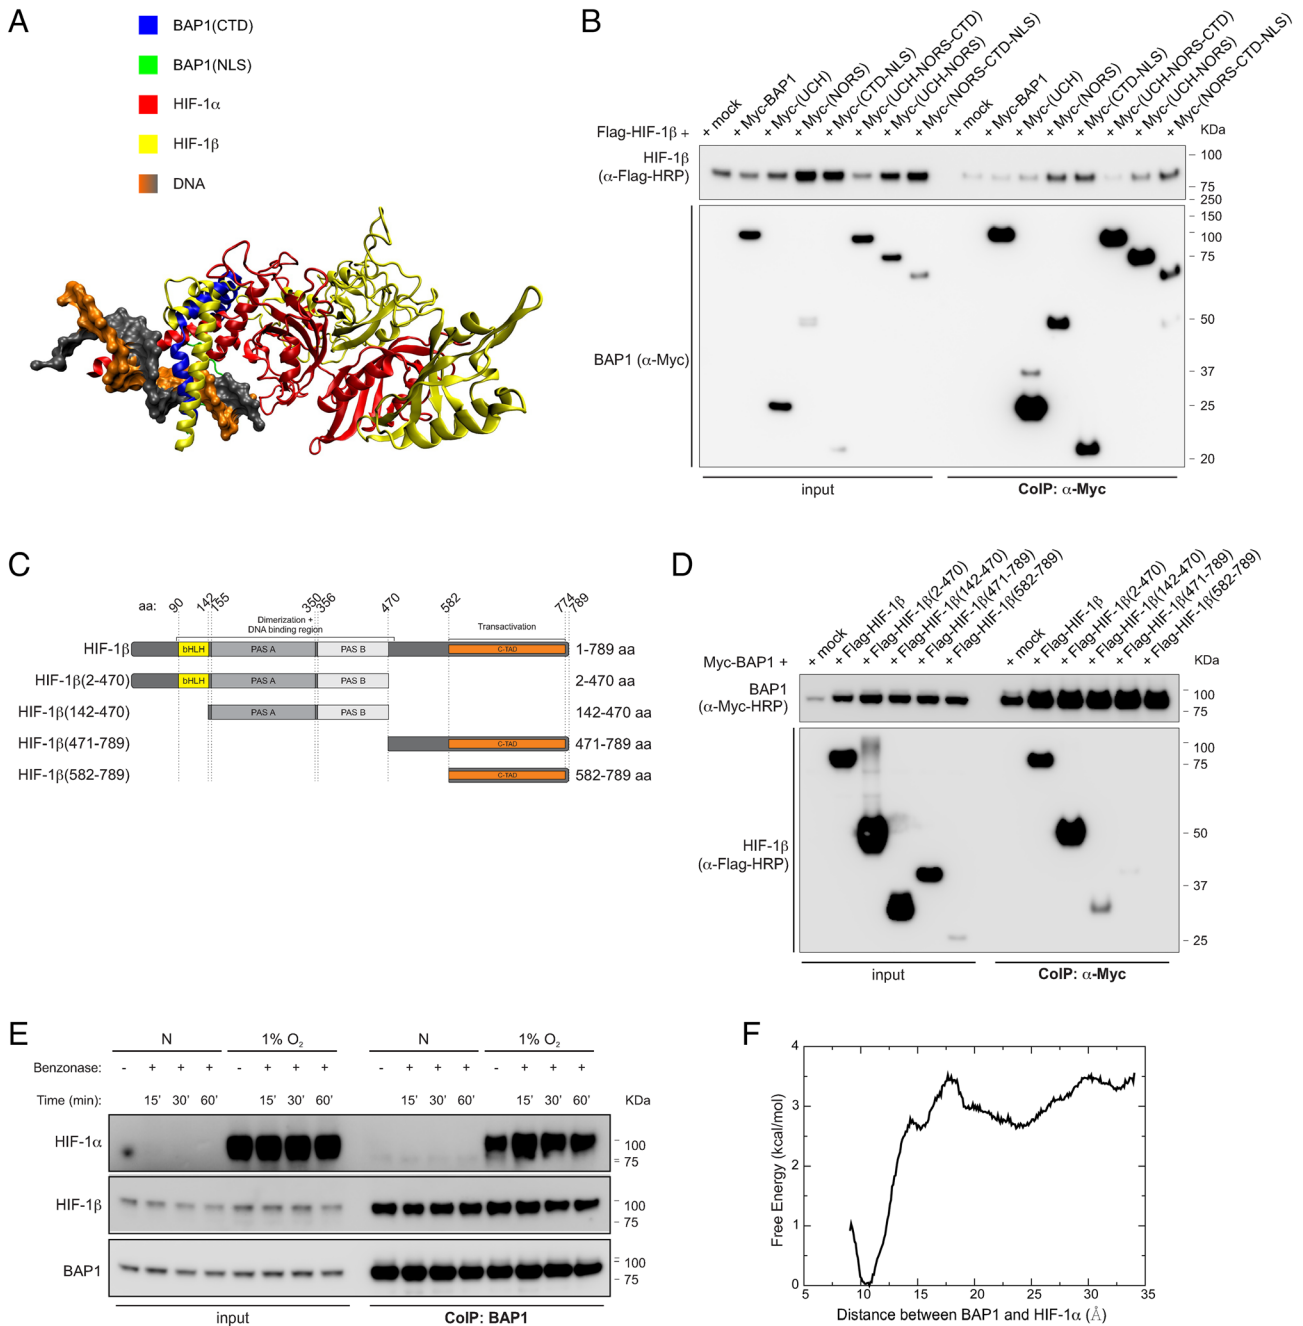 A
BAP1(CTD)
BAP1(NLS)
HIF-1α
HIF-1β
DNA
B
Flag-HIF-1β +
+ mock
+ Myc-BAP1
+ Myc-(UCH)
+ Myc-(NORS)
+ Myc-(CTD-NLS)
+ Myc-(UCH-NORS-CTD)
+ Myc-(UCH-NORS)
+ Myc-(NORS-CTD-NLS)
+ mock
+ Myc-BAP1
+ Myc-(UCH)
+ Myc-(NORS)
+ Myc-(CTD-NLS)
+ Myc-(UCH-NORS-CTD)
+ Myc-(UCH-NORS)
+ Myc-(NORS-CTD-NLS)
KDa
HIF-1β
(α-Flag-HRP)
100
75
250
150
100
75
50
37
25
20
BAP1 (α-Myc)
input
CoIP: α-Myc
C
aa: 90 142 155 350 356 470 582 774 789
Dimerization +
DNA binding region
Transactivation
HIF-1β bHLH PAS A PAS B C-TAD 1-789 aa
HIF-1β(2-470) bHLH PAS A PAS B 2-470 aa
HIF-1β(142-470) PAS A PAS B 142-470 aa
HIF-1β(471-789) C-TAD 471-789 aa
HIF-1β(582-789) C-TAD 582-789 aa
D
Myc-BAP1 +
+ mock
+ Flag-HIF-1β
+ Flag-HIF-1β(2-470)
+ Flag-HIF-1β(142-470)
+ Flag-HIF-1β(471-789)
+ Flag-HIF-1β(582-789)
+ mock
+ Flag-HIF-1β
+ Flag-HIF-1β(2-470)
+ Flag-HIF-1β(142-470)
+ Flag-HIF-1β(471-789)
+ Flag-HIF-1β(582-789)
KDa
BAP1
(α-Myc-HRP)
100
75
100
75
50
37
25
HIF-1β
(α-Flag-HRP)
input
CoIP: α-Myc
E
N 1% O2 N 1% O2
Benzonase: - + + + - + + + - + + + - + + +
Time (min): 15' 30' 60' 15' 30' 60' 15' 30' 60' 15' 30' 60' KDa
HIF-1α
100
75
HIF-1β
100
75
BAP1
100
75
input
CoIP: BAP1
F
Free Energy (kcal/mol)
4
3
2
1
0
5 10 15 20 25 30 35
Distance between BAP1 and HIF-1α (Å)